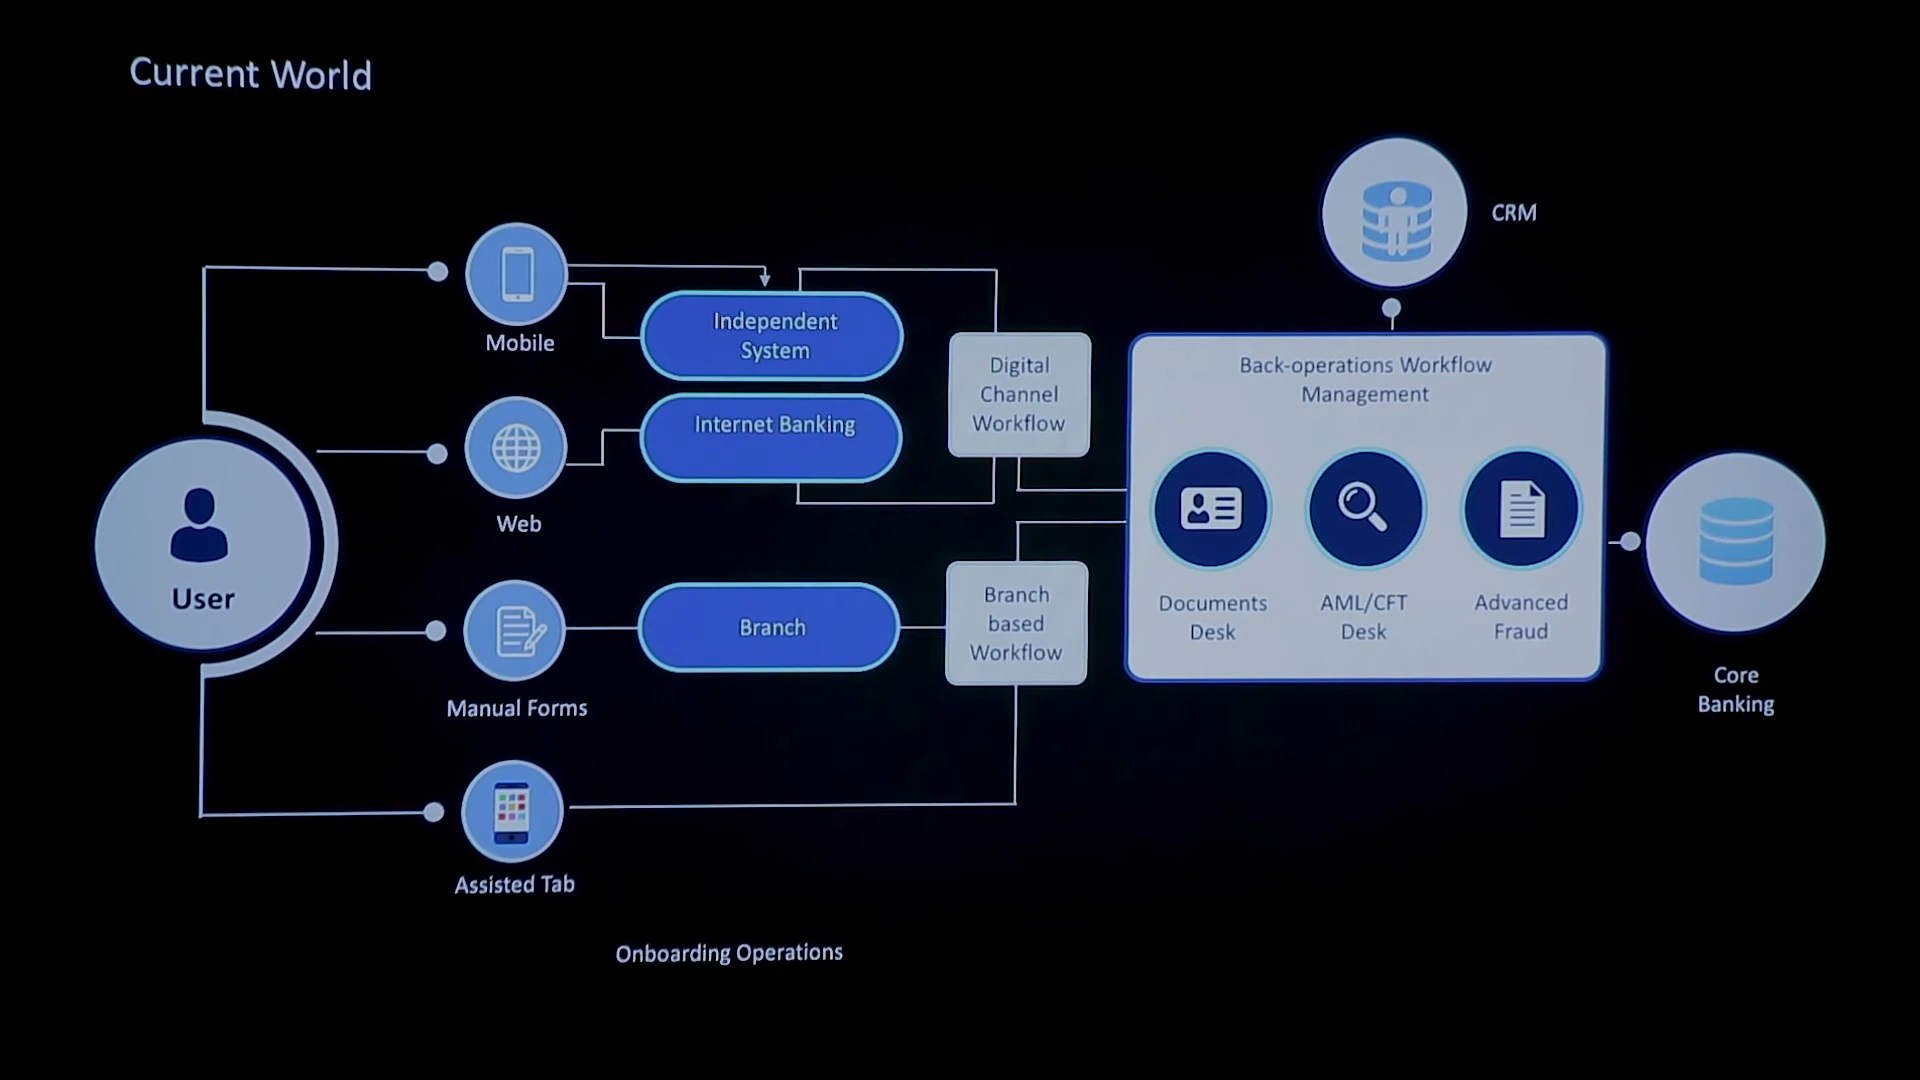 Current World
CRM
Mobile
Independent
System
Internet Banking
Digital
Channel
Workflow
Back-operations Workflow
Management
Web
User
Manual Forms
Branch
Branch
based
Workflow
Documents
Desk
AML/CFT
Desk
Advanced
Fraud
Core
Banking
Assisted Tab
Onboarding Operations